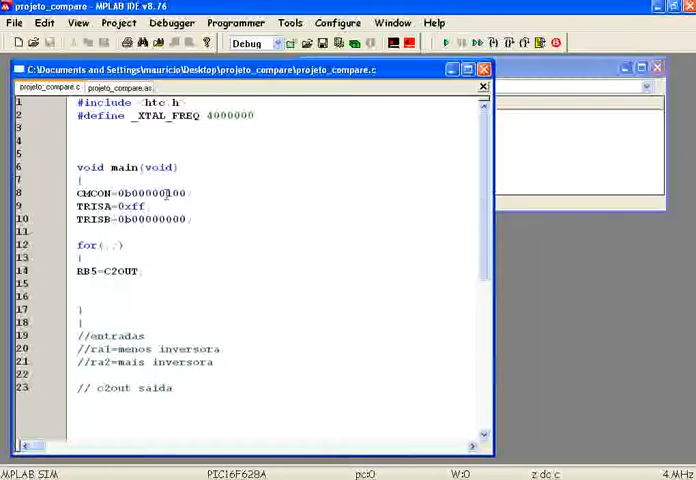 projeto_compare - MPLAB IDE v8.76
File Edit View Project Debugger Programmer Tools Configure Window Help
Debug
C:\Documents and Settings\mauricio\Desktop\projeto_compare\projeto_compare.c
projeto_compare.c projeto_compare.as
1 #include <htc.h>
2 #define _XTAL_FREQ 4000000
3
4
5
6 void main(void)
7 {
8 CMCON=0b00000100;
9 TRISA=0xff;
10 TRISB=0b00000000;
11
12 for(;;)
13 {
14 RB5=C2OUT;
15
16
17 }
18 }
19 //entradas
20 //ra1=menos inversora
21 //ra2=mais inversora
22
23 // c2out saida
MPLAB SIM PIC16F628A pc:0 W:0 z dc c 4 MHz